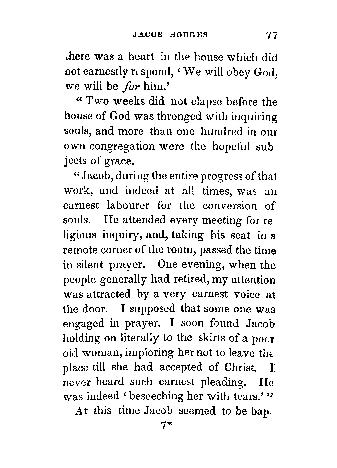 JACOB HODGES 77
there was a heart in the house which did
not earnestly respond, ‘We will obey God,
we will be for him.’
“Two weeks did not elapse before the
house of God was thronged with inquiring
souls, and more than one hundred in our
own congregation were the hopeful sub
jects of grace.
“Jacob, during the entire progress of that
work, and indeed at all times, was an
earnest labourer for the conversion of
souls. He attended every meeting for re
ligious inquiry, and, taking his seat in a
remote corner of the room, passed the time
in silent prayer. One evening, when the
people generally had retired, my attention
was attracted by a very earnest voice at
the door. I supposed that some one was
engaged in prayer. I soon found Jacob
holding on literally to the skirts of a poor
old woman, imploring her not to leave the
place till she had accepted of Christ. I
never heard such earnest pleading. He
was indeed ‘beseeching her with tears.’”
At this time Jacob seemed to be hap-
7*